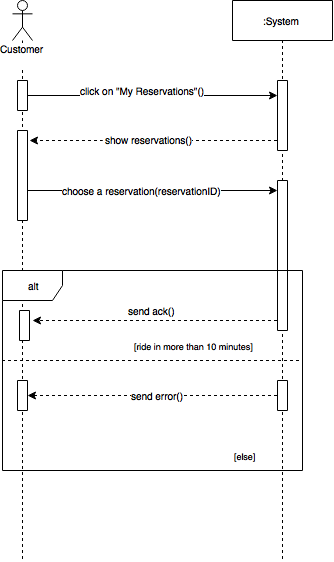 Customer
:System
click on "My Reservations"()
show reservations()
choose a reservation(reservationID)
alt
send ack()
[ride in more than 10 minutes]
send error()
[else]